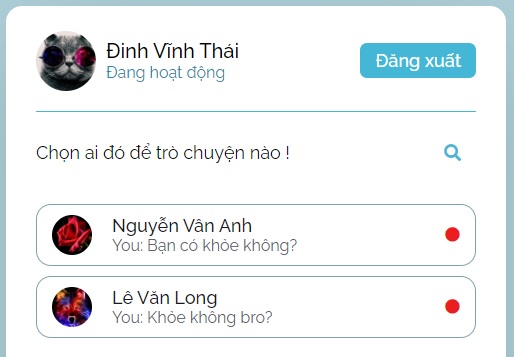 Đinh Vĩnh Thái
Đang hoạt động
Đăng xuất
Chọn ai đó để trò chuyện nào !
Nguyễn Vân Anh
You: Bạn có khỏe không?
Lê Văn Long
You: Khỏe không bro?